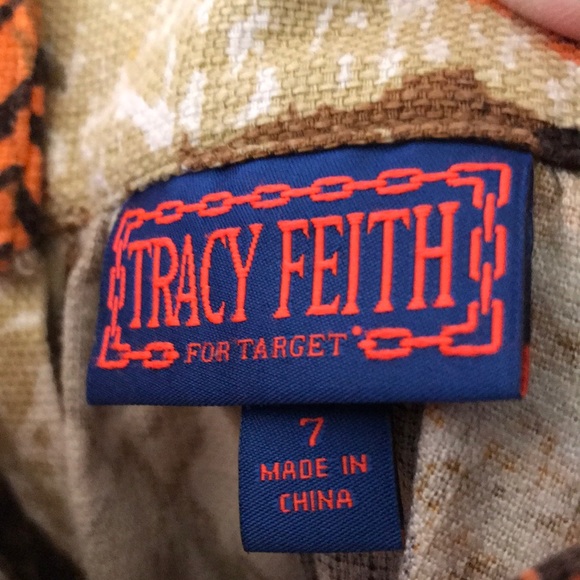 TRACY FEITH
FOR TARGET
7
MADE IN
CHINA